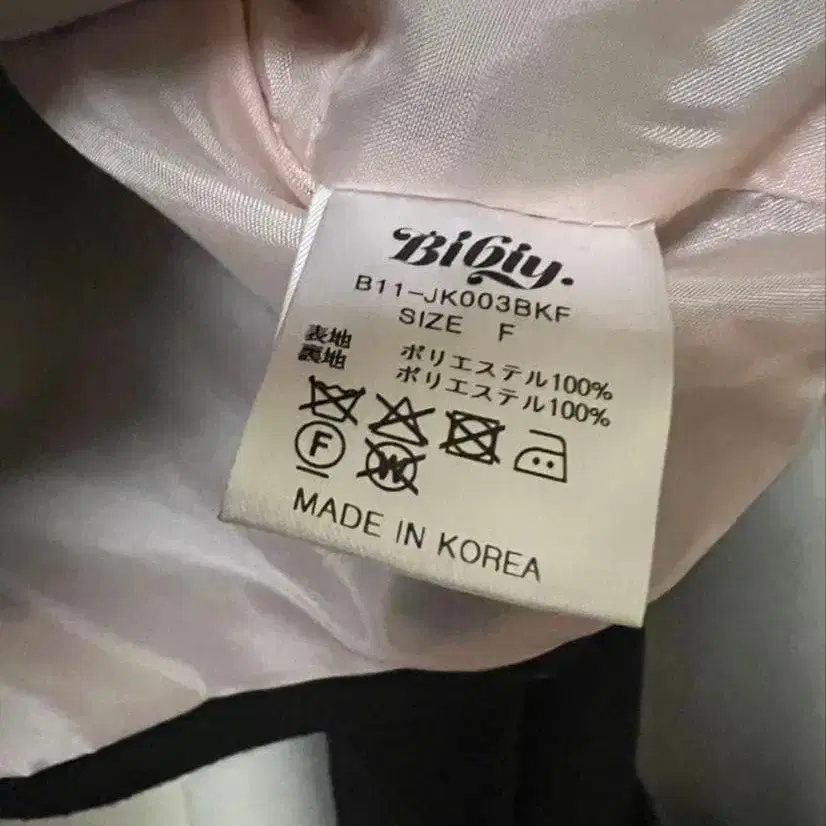 Bibiy.
B11-JK003BKF
SIZE F
表地 ポリエステル100%
裏地 ポリエステル100%
F W
MADE IN KOREA